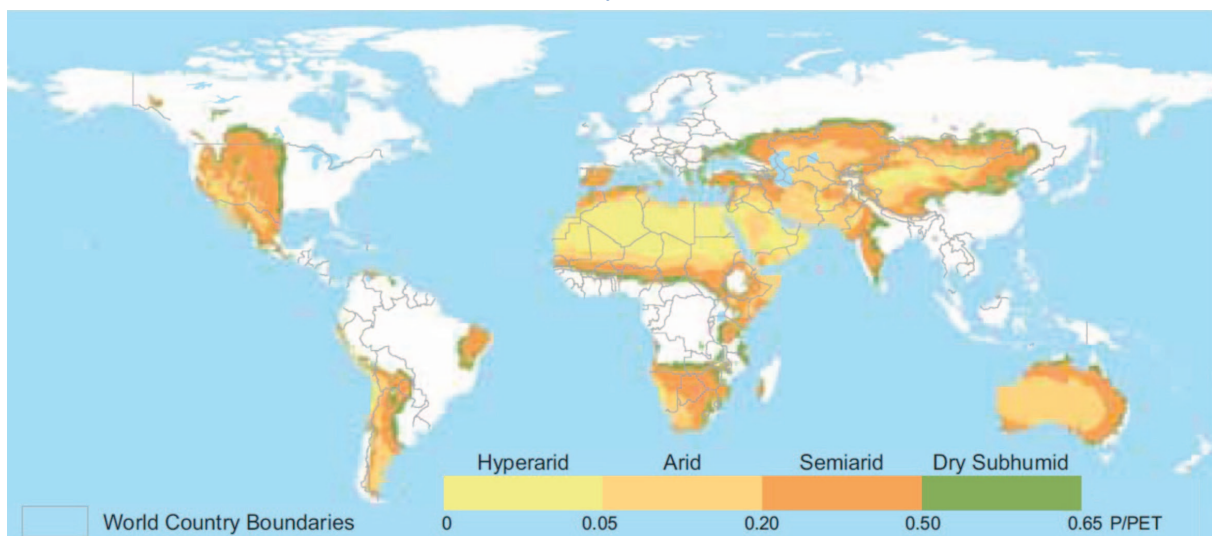 Hyperarid Arid Semiarid Dry Subhumid
0 0.05 0.20 0.50 0.65 P/PET
World Country Boundaries